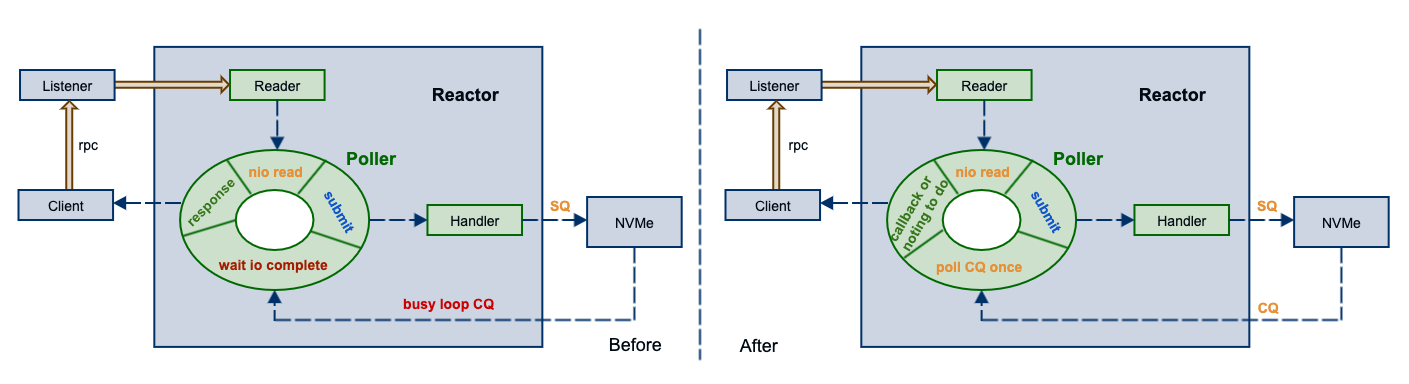 Listener
Reader
Reactor
rpc
Poller
nio read
response
submit
Client
Handler
SQ
NVMe
wait io complete
busy loop CQ
Before
Listener
Reader
Reactor
rpc
Poller
nio read
callback or
noting to do
submit
Client
Handler
SQ
NVMe
poll CQ once
CQ
After